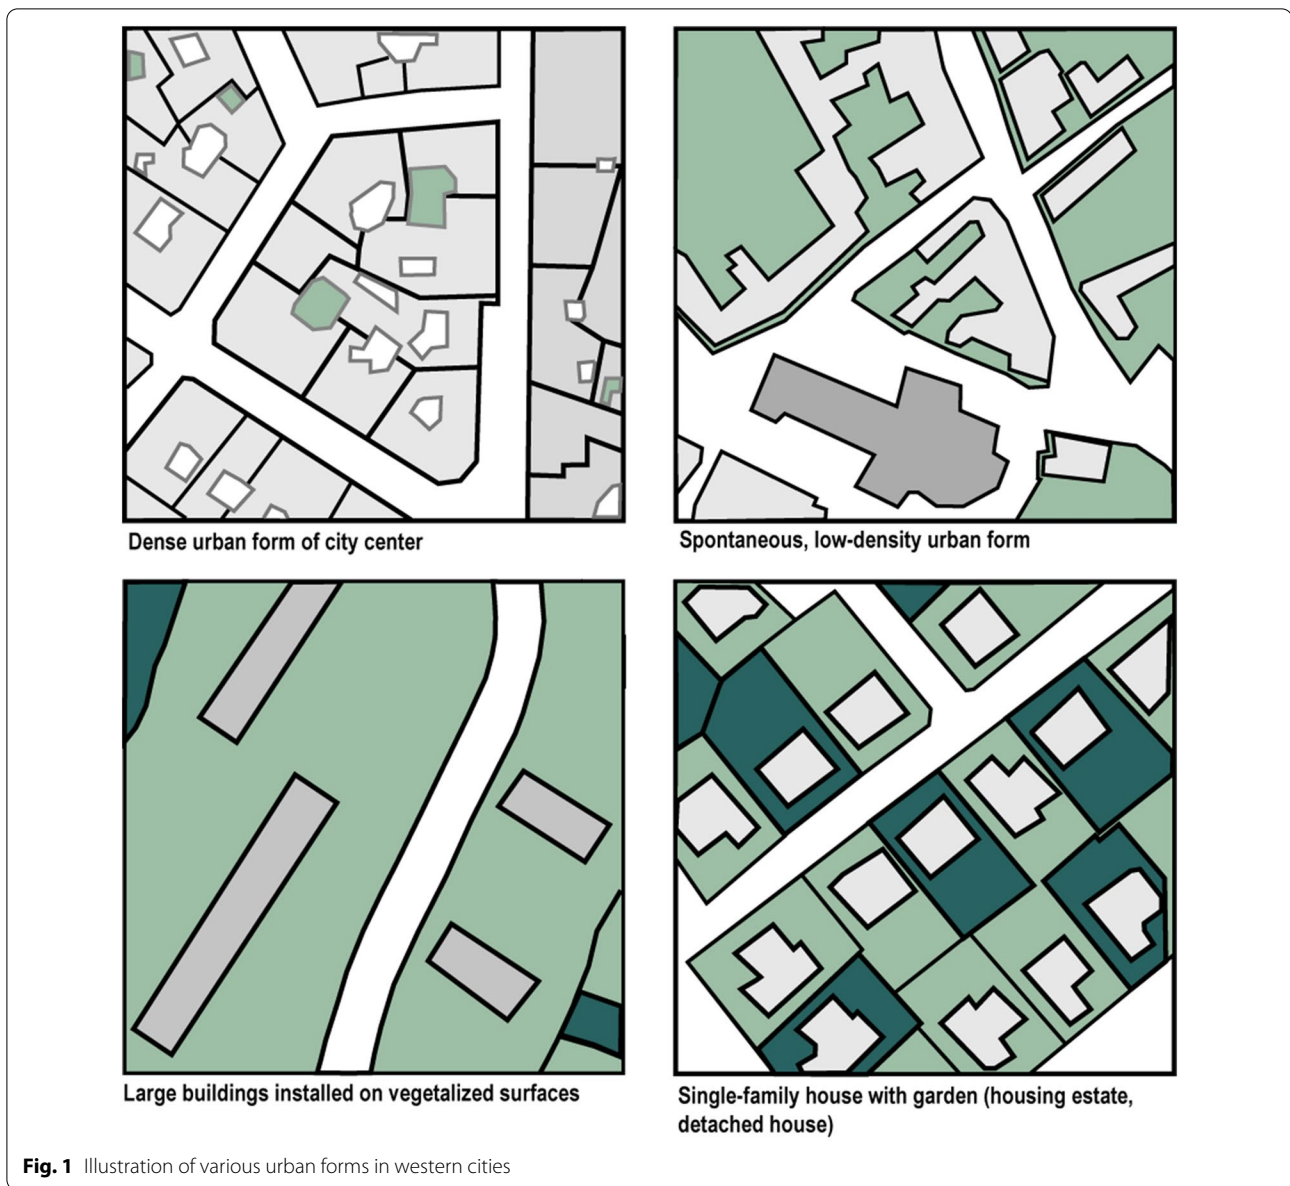 Dense urban form of city center
Spontaneous, low-density urban form
Large buildings installed on vegetalized surfaces
Single-family house with garden (housing estate,
detached house)
Fig. 1 Illustration of various urban forms in western cities